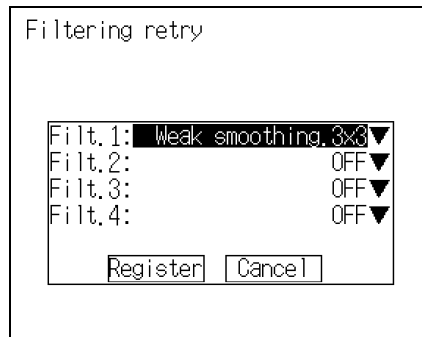 Filtering retry
Filt.1: Weak smoothing.3x3▼
Filt.2: OFF▼
Filt.3: OFF▼
Filt.4: OFF▼
Register Cancel